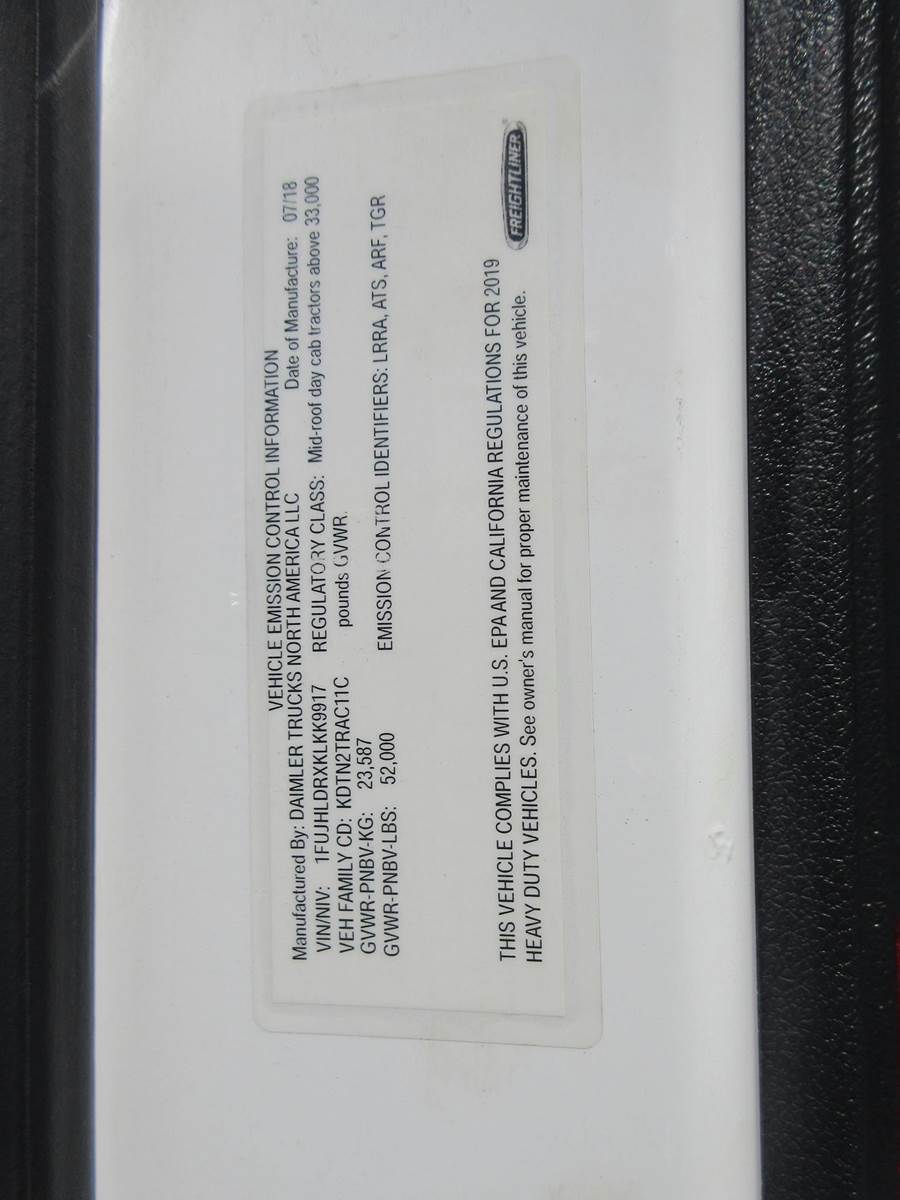 VEHICLE EMISSION CONTROL INFORMATION
Manufactured By: DAIMLER TRUCKS NORTH AMERICA LLC Date of Manufacture: 07/18
VIN/NIV: 1FUJHLDRXKLKK9917 REGULATORY CLASS: Mid-roof day cab tractors above 33,000
VEH FAMILY CD: KDTN2TRAC11C pounds GVWR.
GVWR-PNBV-KG: 23,587
GVWR-PNBV-LBS: 52,000 EMISSION CONTROL IDENTIFIERS: LRRA, ATS, ARF, TGR
THIS VEHICLE COMPLIES WITH U.S. EPA AND CALIFORNIA REGULATIONS FOR 2019
HEAVY DUTY VEHICLES. See owner's manual for proper maintenance of this vehicle.
FREIGHTLINER®